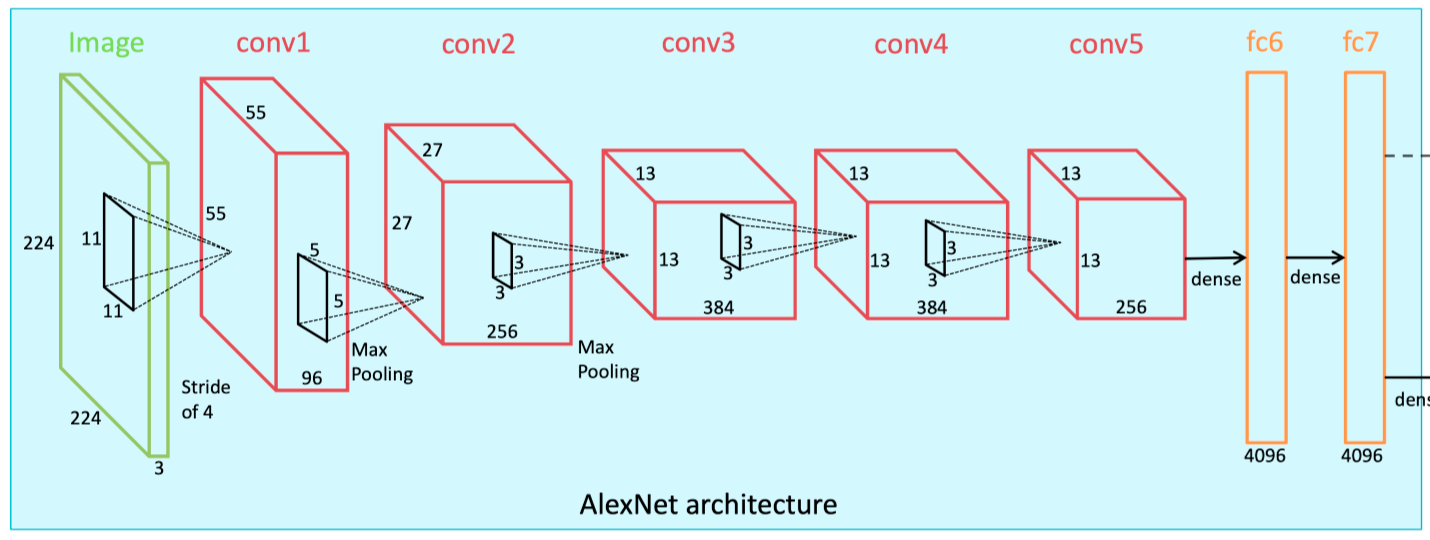 Image
conv1
conv2
conv3
conv4
conv5
fc6
fc7
224
224
3
11
11
Stride
of 4
55
55
96
5
5
Max
Pooling
27
27
256
3
3
Max
Pooling
13
13
384
3
3
13
13
384
3
3
13
13
256
dense
dense
4096
4096
dens
AlexNet architecture